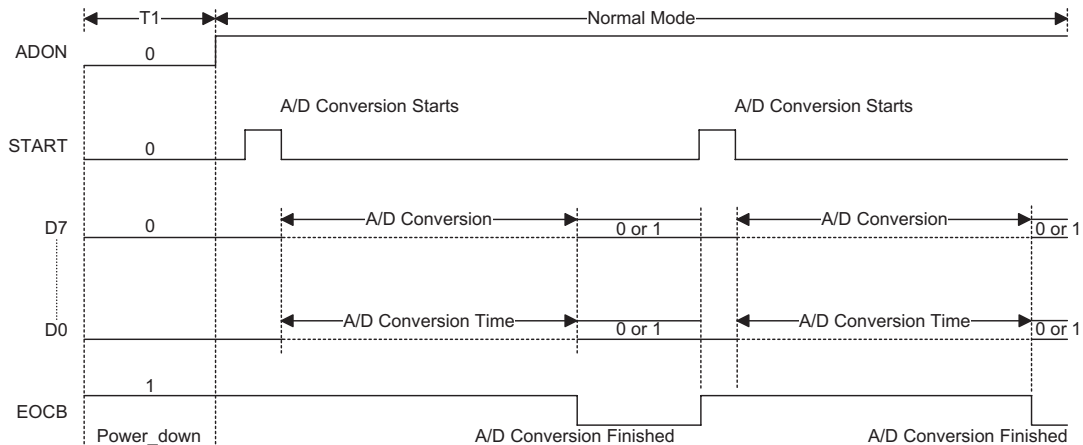 T1 Normal Mode
ADON 0
A/D Conversion Starts A/D Conversion Starts
START 0
D7 0 A/D Conversion 0 or 1 A/D Conversion 0 or 1
D0 A/D Conversion Time 0 or 1 A/D Conversion Time 0 or 1
EOCB 1
Power_down A/D Conversion Finished A/D Conversion Finished